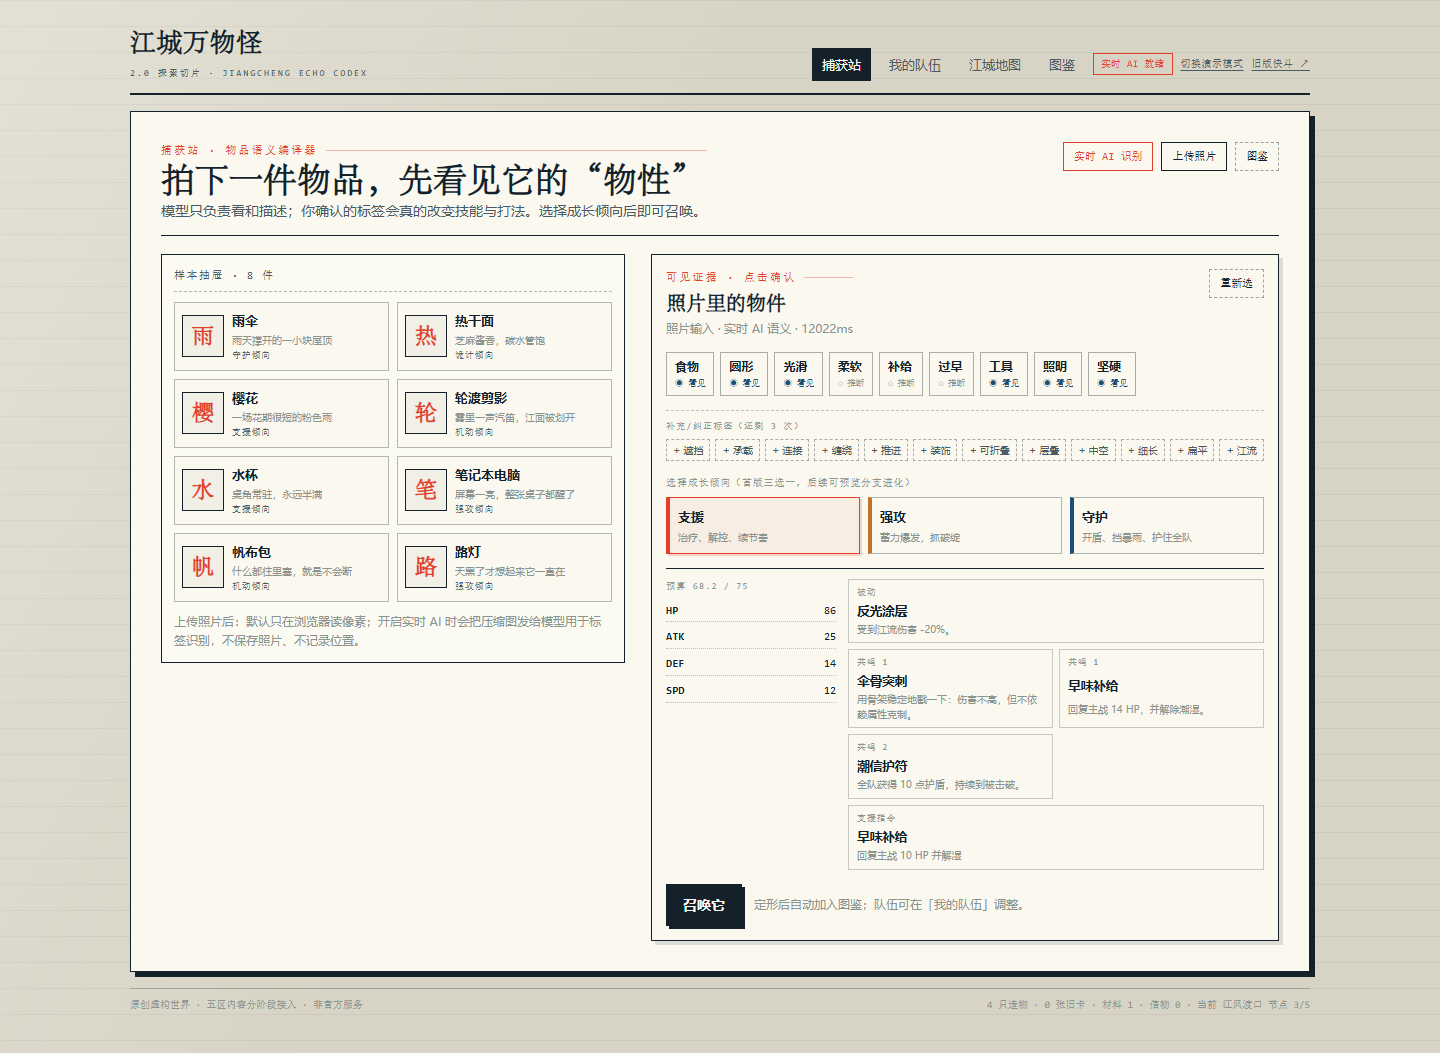 江城万物怪
2.0 探索切片 · JIANGCHENG ECHO CODEX
捕获站
我的队伍
江城地图
图鉴
实时 AI 就绪
切换演示模式
旧版快斗 ↗
捕获站 · 物品语义编译器
拍下一件物品，先看见它的“物性”
模型只负责看和描述；你确认的标签会真的改变技能与打法。选择成长倾向后即可召唤。
实时 AI 识别
上传照片
图鉴
样本抽屉 · 8 件
雨
雨伞
雨天撑开的一小块屋顶
守护倾向
热
热干面
芝麻酱香，碳水管饱
诡计倾向
樱
樱花
一场花期很短的粉色雨
支援倾向
轮
轮渡剪影
雾里一声汽笛，江面被划开
机动倾向
水
水杯
桌角常驻，永远半满
支援倾向
笔
笔记本电脑
屏幕一亮，整张桌子都醒了
强攻倾向
帆
帆布包
什么都往里塞，就是不会断
机动倾向
路
路灯
天黑了才想起来它一直在
强攻倾向
上传照片后：默认只在浏览器读像素；开启实时 AI 时会把压缩图发给模型用于标
签识别，不保存照片、不记录位置。
可见证据 · 点击确认
照片里的物件
照片输入 · 实时 AI 语义 · 12022ms
重新选
食物
◉ 看见
圆形
◉ 看见
光滑
◉ 看见
柔软
○ 推断
补给
○ 推断
过早
○ 推断
工具
◉ 看见
照明
◉ 看见
坚硬
◉ 看见
补充/纠正标签（还剩 3 次）
+ 遮挡
+ 承载
+ 连接
+ 缠绕
+ 推进
+ 装饰
+ 可折叠
+ 层叠
+ 中空
+ 细长
+ 扁平
+ 江流
选择成长倾向（首版三选一，后续可预览分支进化）
支援
治疗、解控、续节奏
强攻
蓄力爆发，抓破绽
守护
开盾、挡暴雨、护住全队
预算 68.2 / 75
HP 86
ATK 25
DEF 14
SPD 12
被动
反光涂层
受到江流伤害 -20%。
共鸣 1
伞骨突刺
用骨架稳定地戳一下：伤害不高，但不依
赖属性克制。
共鸣 1
早味补给
回复主战 14 HP，并解除潮湿。
共鸣 2
潮信护符
全队获得 10 点护盾，持续到被击破。
支援指令
早味补给
回复主战 10 HP 并解湿
召唤它
定形后自动加入图鉴；队伍可在「我的队伍」调整。
原创虚构世界 · 五区内容分阶段接入 · 非官方服务
4 只造物 · 0 张旧卡 · 材料 1 · 信物 0 · 当前 江风渡口 节点 3/5